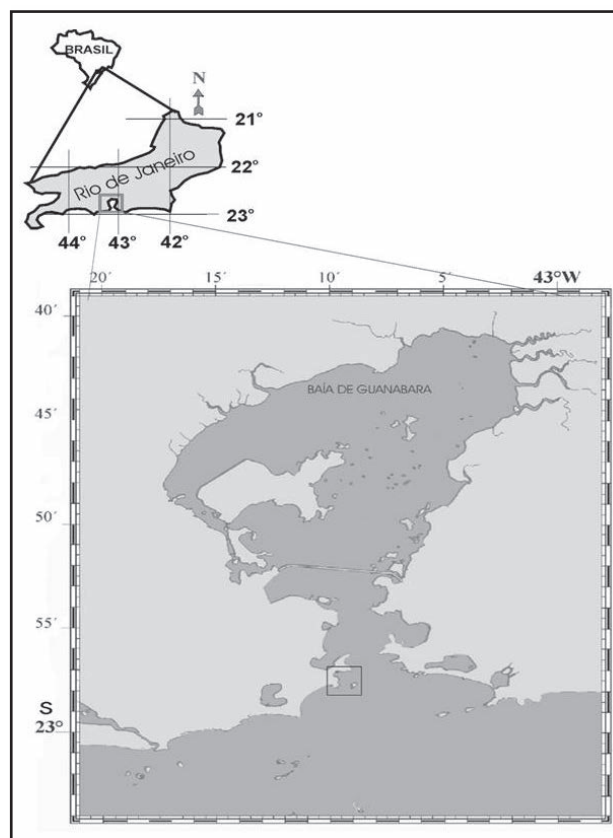 BRASIL
N
21°
22°
Rio de Janeiro
23°
44° 43° 42°
20´ 15´ 10´ 5´ 43°W
40´
BAÍA DE GUANABARA
45´
50´
55´
S
23°